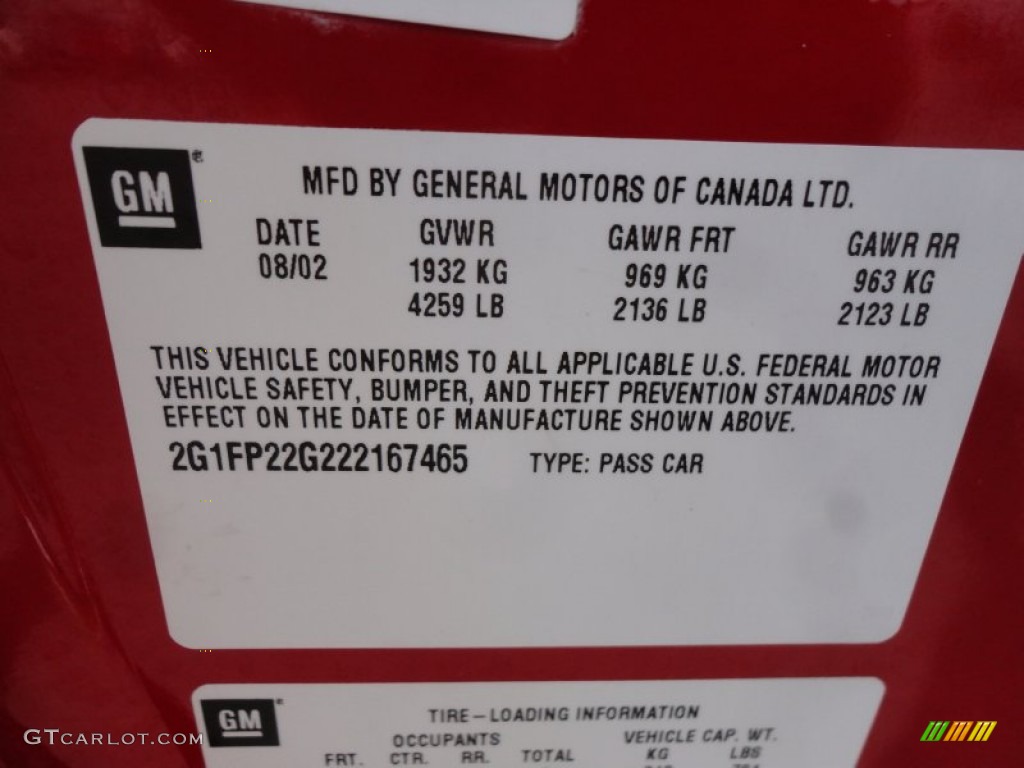 GM
MFD BY GENERAL MOTORS OF CANADA LTD.
DATE GVWR GAWR FRT GAWR RR
08/02 1932 KG 969 KG 963 KG
4259 LB 2136 LB 2123 LB
THIS VEHICLE CONFORMS TO ALL APPLICABLE U.S. FEDERAL MOTOR
VEHICLE SAFETY, BUMPER, AND THEFT PREVENTION STANDARDS IN
EFFECT ON THE DATE OF MANUFACTURE SHOWN ABOVE.
2G1FP22G222167465 TYPE: PASS CAR
GM
TIRE-LOADING INFORMATION
OCCUPANTS VEHICLE CAP. WT.
FRT. CTR. RR. TOTAL KG LBS
GTCARLOT.COM